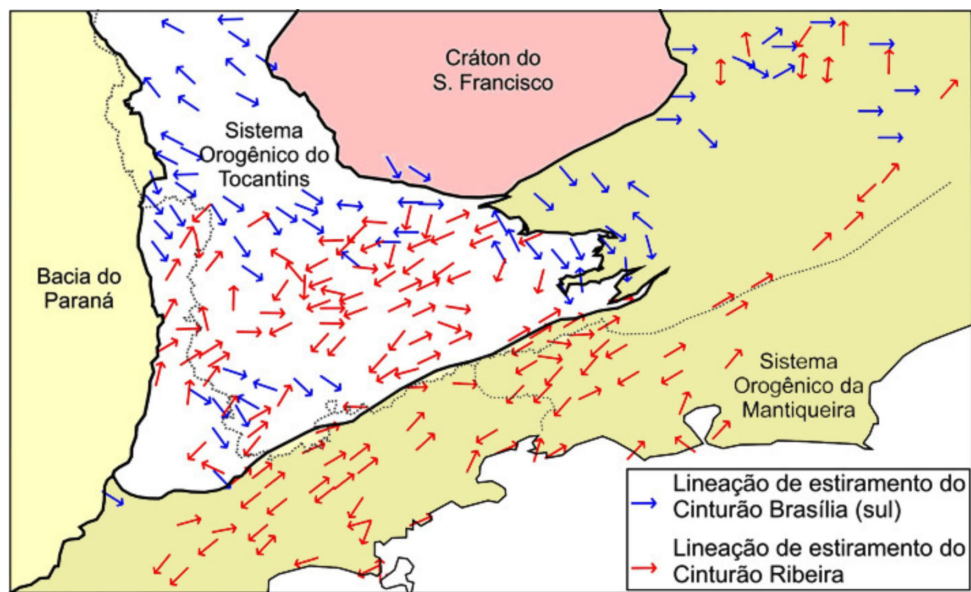 Cráton do
S. Francisco
Sistema
Orogênico do
Tocantins
Bacia do
Paraná
Sistema
Orogênico da
Mantiqueira
Lineação de estiramento do
Cinturão Brasília (sul)
Lineação de estiramento do
Cinturão Ribeira